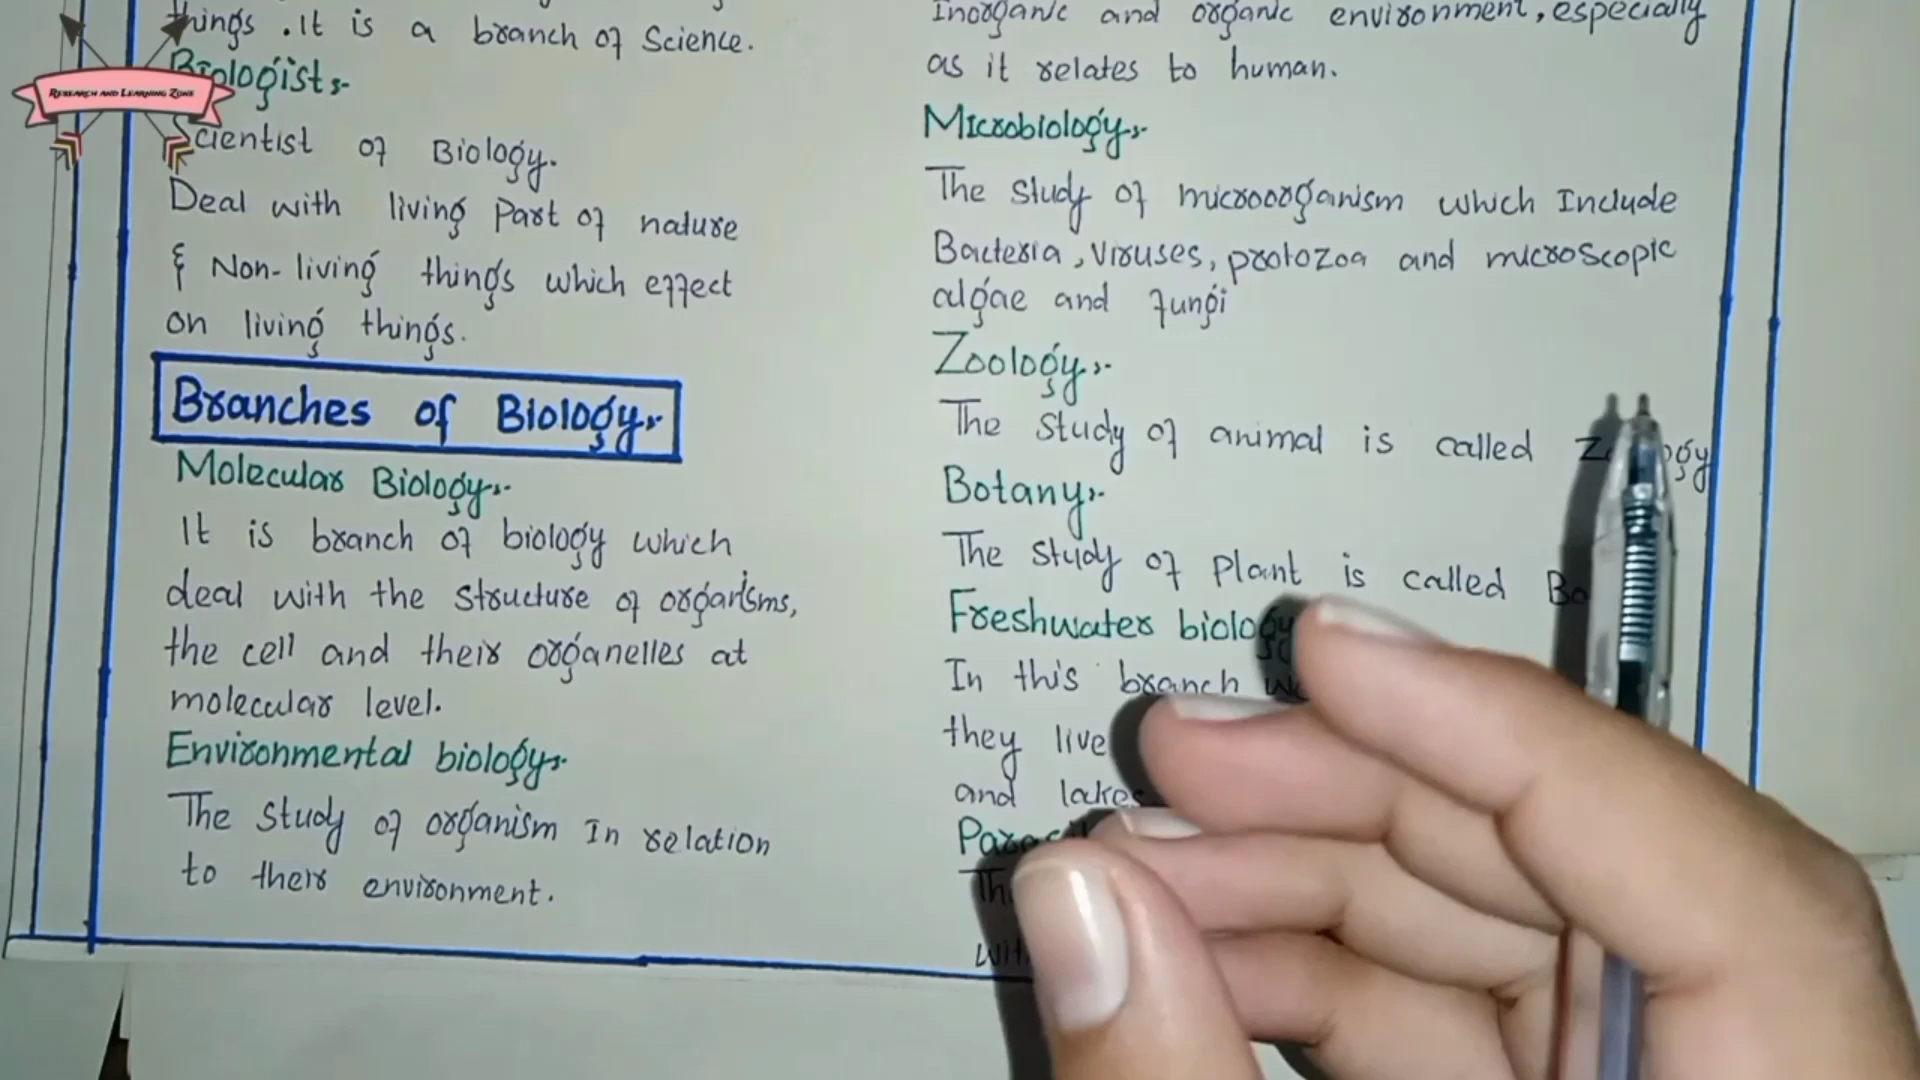 things. It is a branch of Science.
Biologist:-
Scientist of Biology.
Deal with living Part of nature
& Non-living things which effect
on living things.
Branches of Biology:-
Molecular Biology:-
It is branch of biology which
deal with the structure of organisms,
the cell and their organelles at
molecular level.
Environmental biology:-
The study of organism In relation
to their environment.
Inorganic and organic environment, especially
as it relates to human.
Microbiology:-
The study of microorganism which Include
Bacteria, Viruses, protozoa and microscopic
algae and fungi
Zoology:-
The study of animal is called
Botany:-
The study of Plant is called
Freshwater biology
In this branch
they live
and lakes
RESEARCH AND LEARNING ZONE